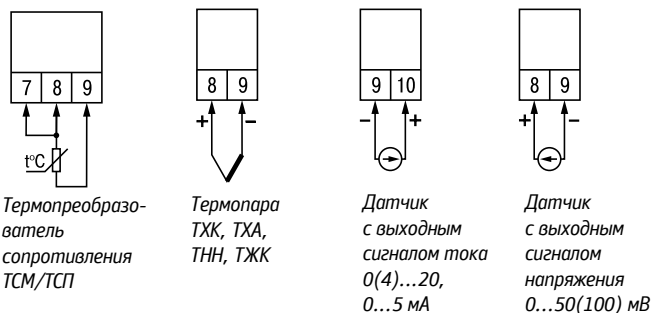 7 8 9
t°C
Термопреобразо-
ватель
сопротивления
ТСМ/ТСП
8 9
+ –
Термопара
ТХК, ТХА,
ТНН, ТЖК
9 10
– +
Датчик
с выходным
сигналом тока
0(4)...20,
0...5 мА
8 9
+ –
Датчик
с выходным
сигналом
напряжения
0...50(100) мВ